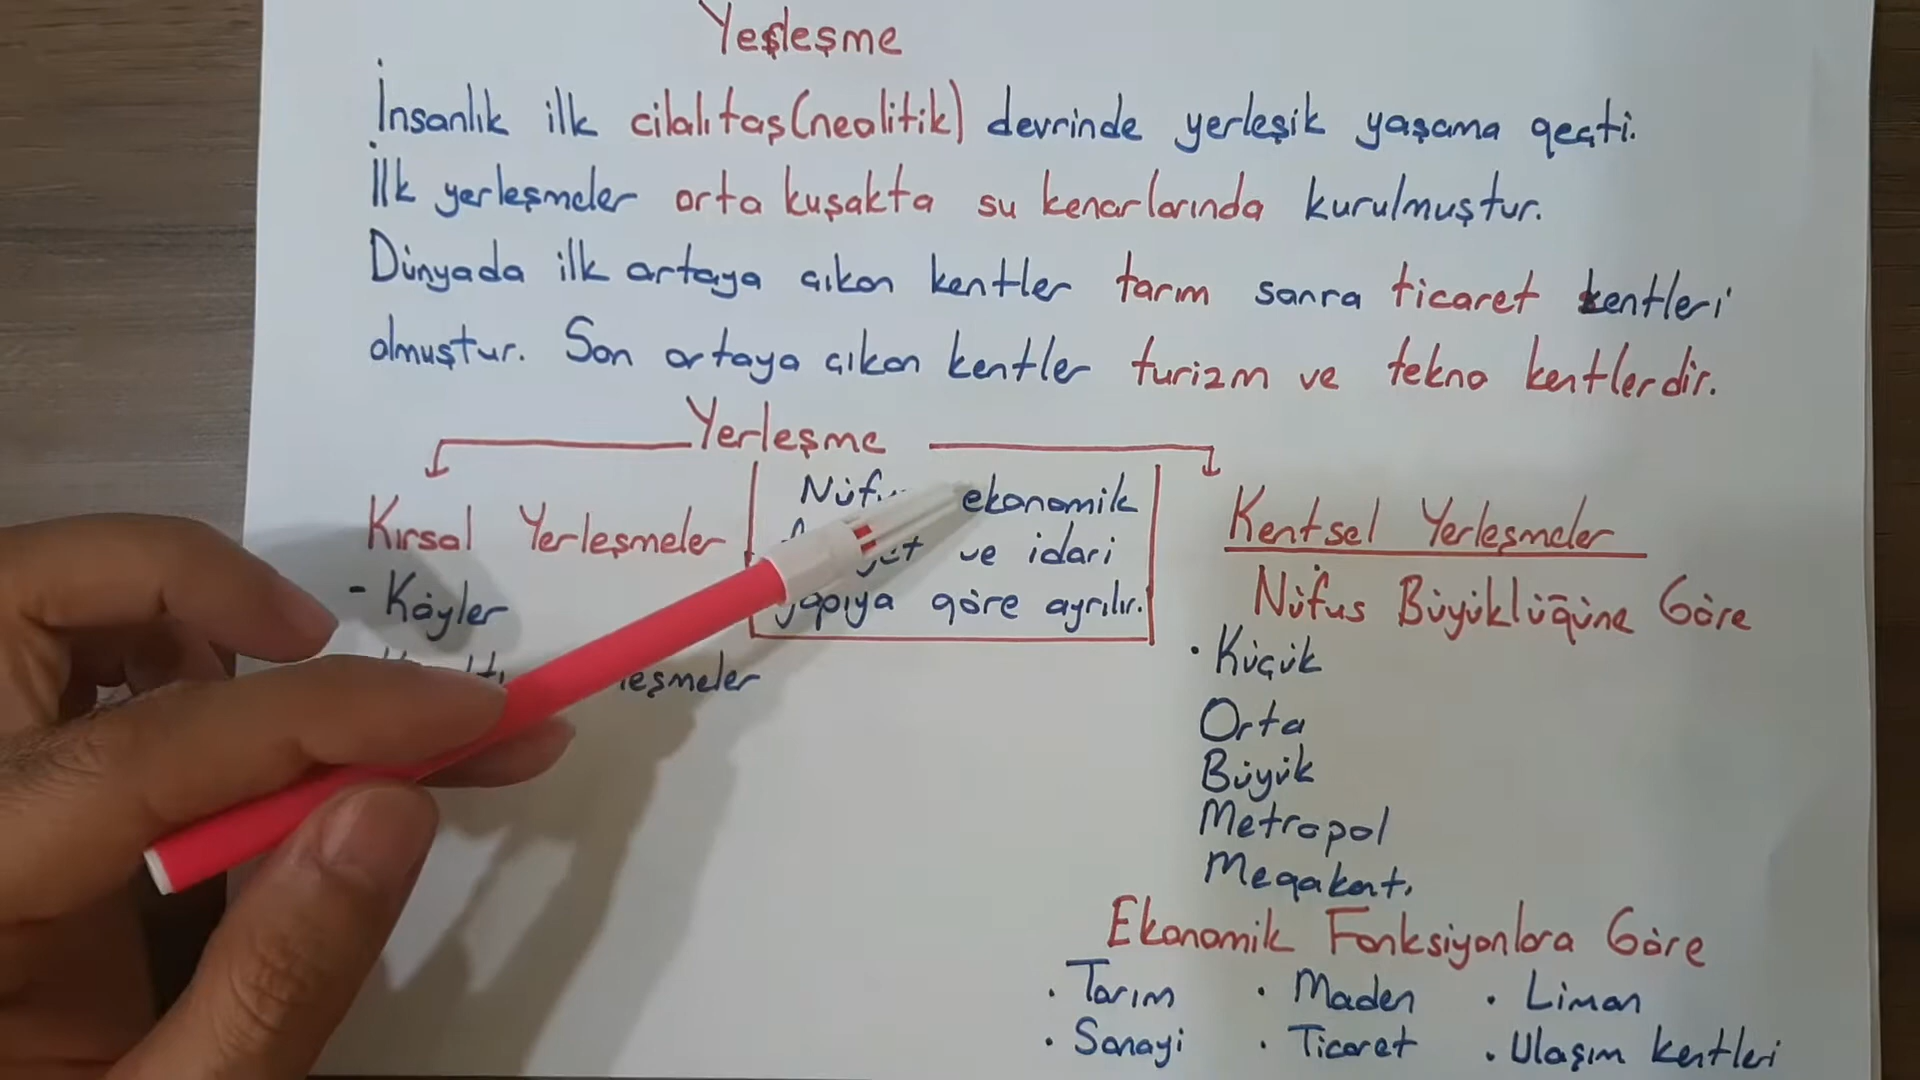 Yerleşme
İnsanlık ilk cilalıtaş(neolitik) devrinde yerleşik yaşama geçti.
İlk yerleşmeler orta kuşakta su kenarlarında kurulmuştur.
Dünyada ilk ortaya çıkan kentler tarım sonra ticaret kentleri
olmuştur. Son ortaya çıkan kentler turizm ve tekno kentlerdir.
Yerleşme
Kırsal Yerleşmeler
- Köyler
ekonomik
ve idari
yapıya göre ayrılır.
Kentsel Yerleşmeler
Nüfus Büyüklüğüne Göre
• Küçük
Orta
Büyük
Metropol
Megakent.
Ekonomik Fonksiyonlara Göre
• Tarım • Maden • Liman
• Sanayi • Ticaret • Ulaşım kentleri